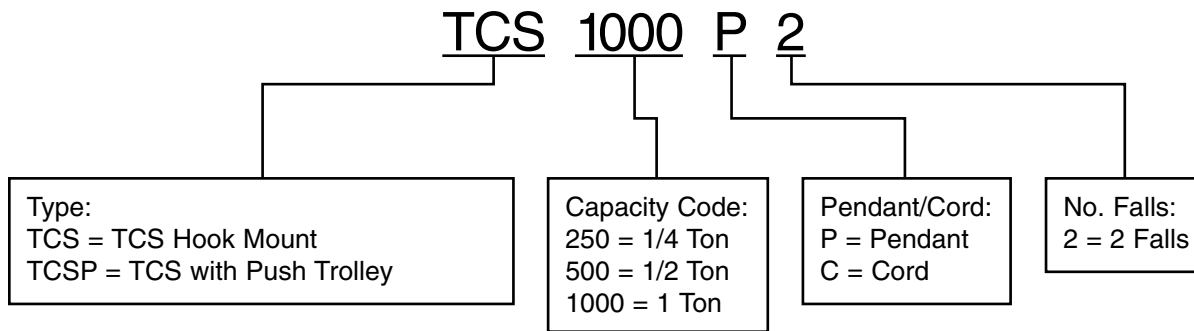 TCS 1000 P 2
Type:
TCS = TCS Hook Mount
TCSP = TCS with Push Trolley
Capacity Code:
250 = 1/4 Ton
500 = 1/2 Ton
1000 = 1 Ton
Pendant/Cord:
P = Pendant
C = Cord
No. Falls:
2 = 2 Falls